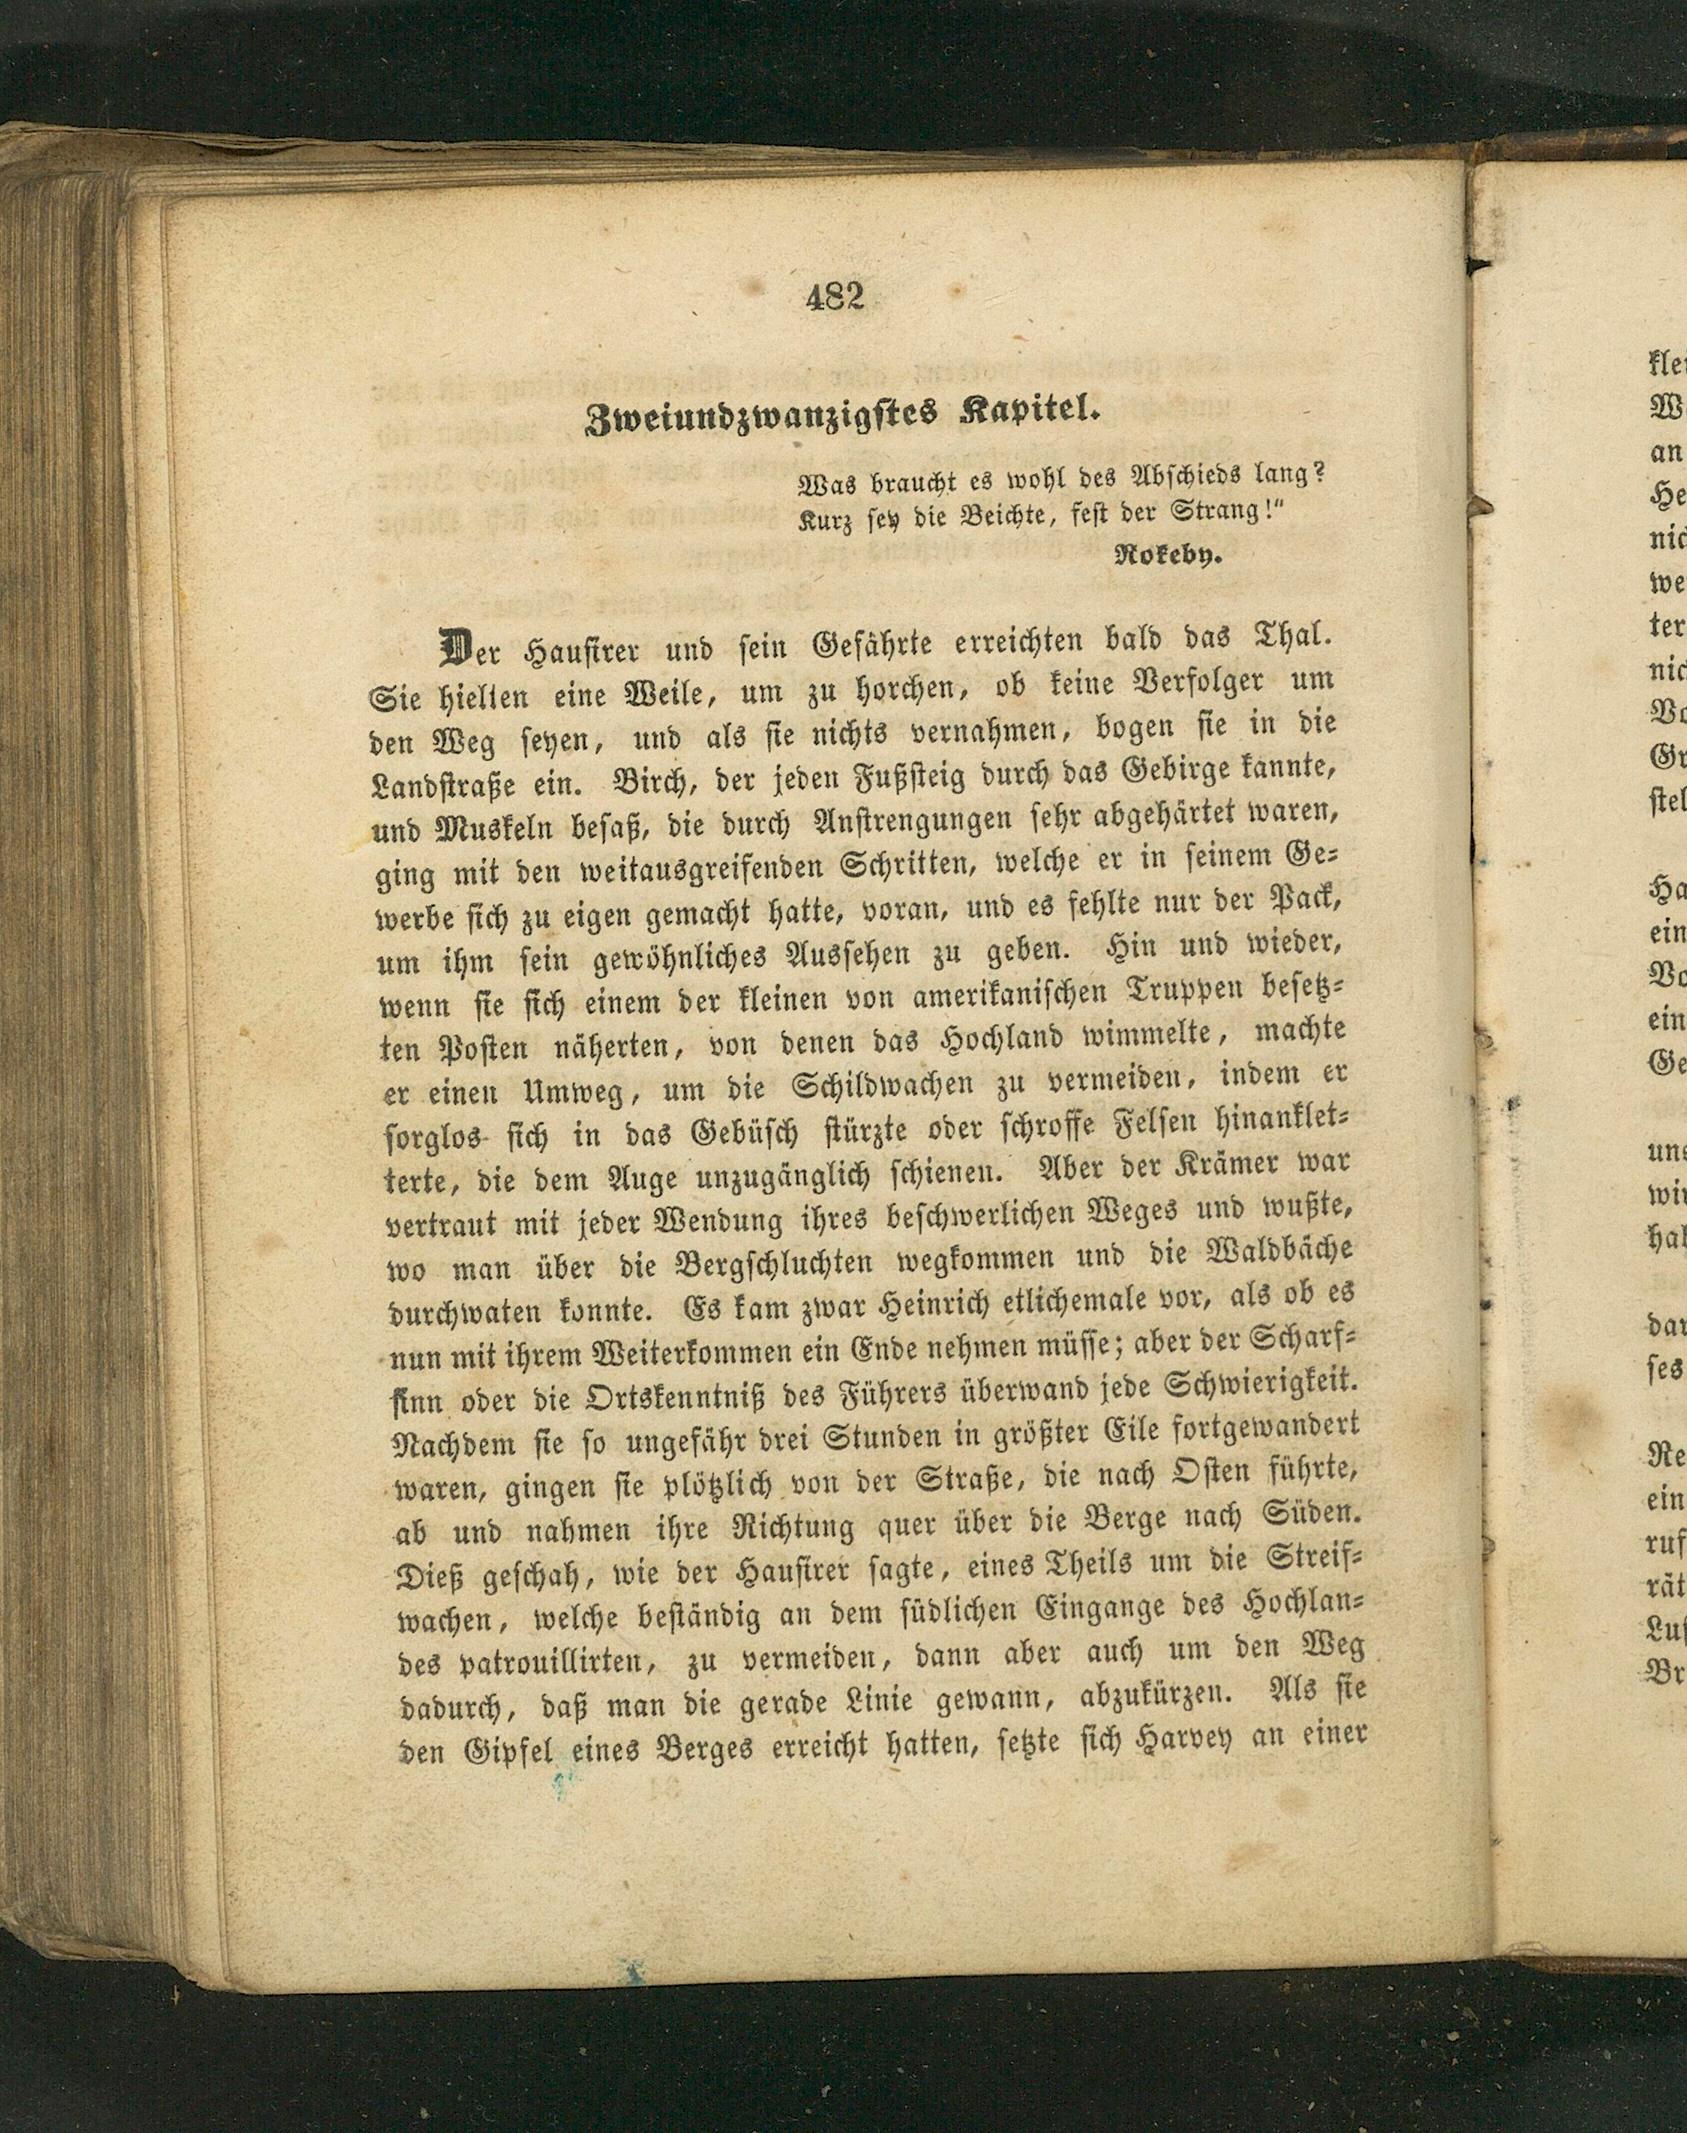 482
Zweiundzwanzigstes Kapitel.
Was braucht es wohl des Abschieds lang?
Kurz sey die Beichte, fest der Strang!“
Rokeby.
Der Hausirer und sein Gefährte erreichten bald das Thal.
Sie hielten eine Weile, um zu horchen, ob keine Verfolger um
den Weg seyen, und als sie nichts vernahmen, bogen sie in die
Landstraße ein. Birch, der jeden Fußsteig durch das Gebirge kannte,
und Muskeln besaß, die durch Anstrengungen sehr abgehärtet waren,
ging mit den weitausgreifenden Schritten, welche er in seinem Ge-
werbe sich zu eigen gemacht hatte, voran, und es fehlte nur der Pack,
um ihm sein gewöhnliches Aussehen zu geben. Hin und wieder,
wenn sie sich einem der kleinen von amerikanischen Truppen besetz-
ten Posten näherten, von denen das Hochland wimmelte, machte
er einen Umweg, um die Schildwachen zu vermeiden, indem er
sorglos sich in das Gebüsch stürzte oder schroffe Felsen hinanklet-
terte, die dem Auge unzugänglich schienen. Aber der Krämer war
vertraut mit jeder Wendung ihres beschwerlichen Weges und wußte,
wo man über die Bergschluchten wegkommen und die Waldbäche
durchwaten konnte. Es kam zwar Heinrich etlichemale vor, als ob es
nun mit ihrem Weiterkommen ein Ende nehmen müsse; aber der Scharf-
sinn oder die Ortskenntniß des Führers überwand jede Schwierigkeit.
Nachdem sie so ungefähr drei Stunden in größter Eile fortgewandert
waren, gingen sie plötzlich von der Straße, die nach Osten führte,
ab und nahmen ihre Richtung quer über die Berge nach Süden.
Dieß geschah, wie der Hausirer sagte, eines Theils um die Streif-
wachen, welche beständig an dem südlichen Eingange des Hochlan-
des patrouillirten, zu vermeiden, dann aber auch um den Weg
dadurch, daß man die gerade Linie gewann, abzukürzen. Als sie
den Gipfel eines Berges erreicht hatten, setzte sich Harvey an einer